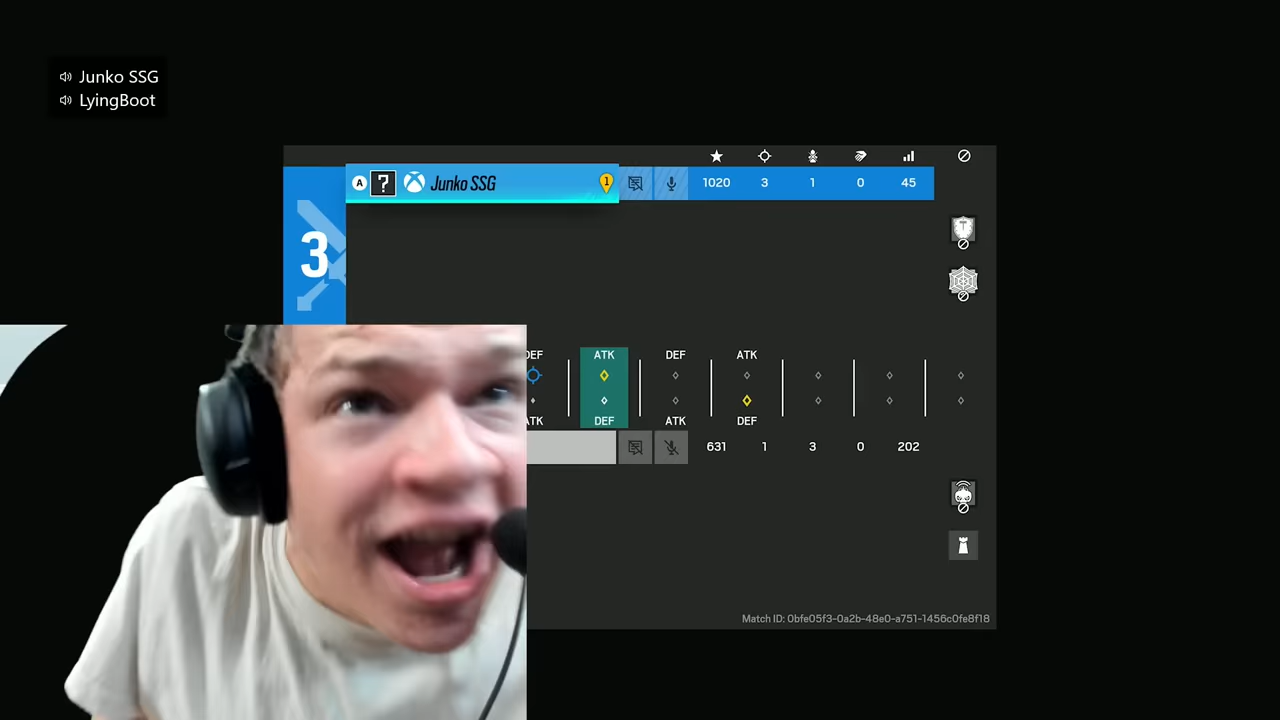 Junko SSG
LyingBoot
A ? Junko SSG 1 1020 3 1 0 45
3
DEF ATK DEF ATK
ATK DEF ATK DEF
631 1 3 0 202
Match ID: 0bfe05f3-0a2b-48e0-a751-1456c0fe8f18